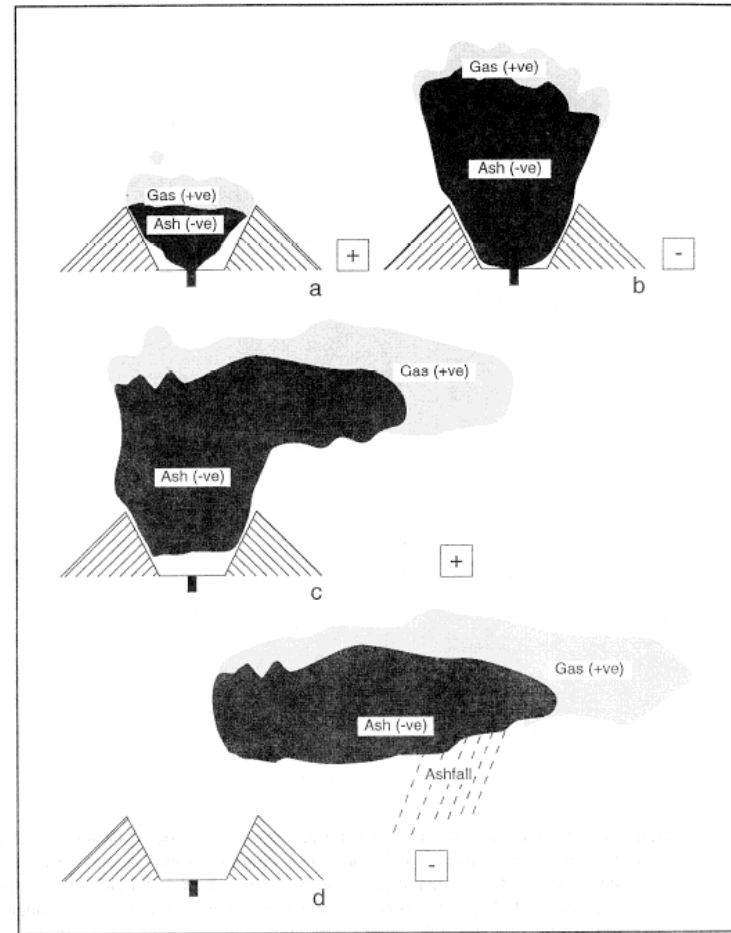 Gas (+ve)
Ash (-ve)
+
a
Gas (+ve)
Ash (-ve)
-
b
Gas (+ve)
Ash (-ve)
+
c
Gas (+ve)
Ash (-ve)
Ashfall
-
d